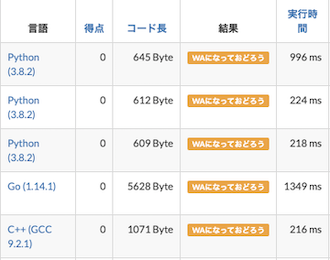 言語 得点 コード長 結果 実行時
間
Python
(3.8.2) 0 645 Byte WAになっておどろう 996 ms
Python
(3.8.2) 0 612 Byte WAになっておどろう 224 ms
Python
(3.8.2) 0 609 Byte WAになっておどろう 218 ms
Go (1.14.1) 0 5628 Byte WAになっておどろう 1349 ms
C++ (GCC
9.2.1) 0 1071 Byte WAになっておどろう 216 ms